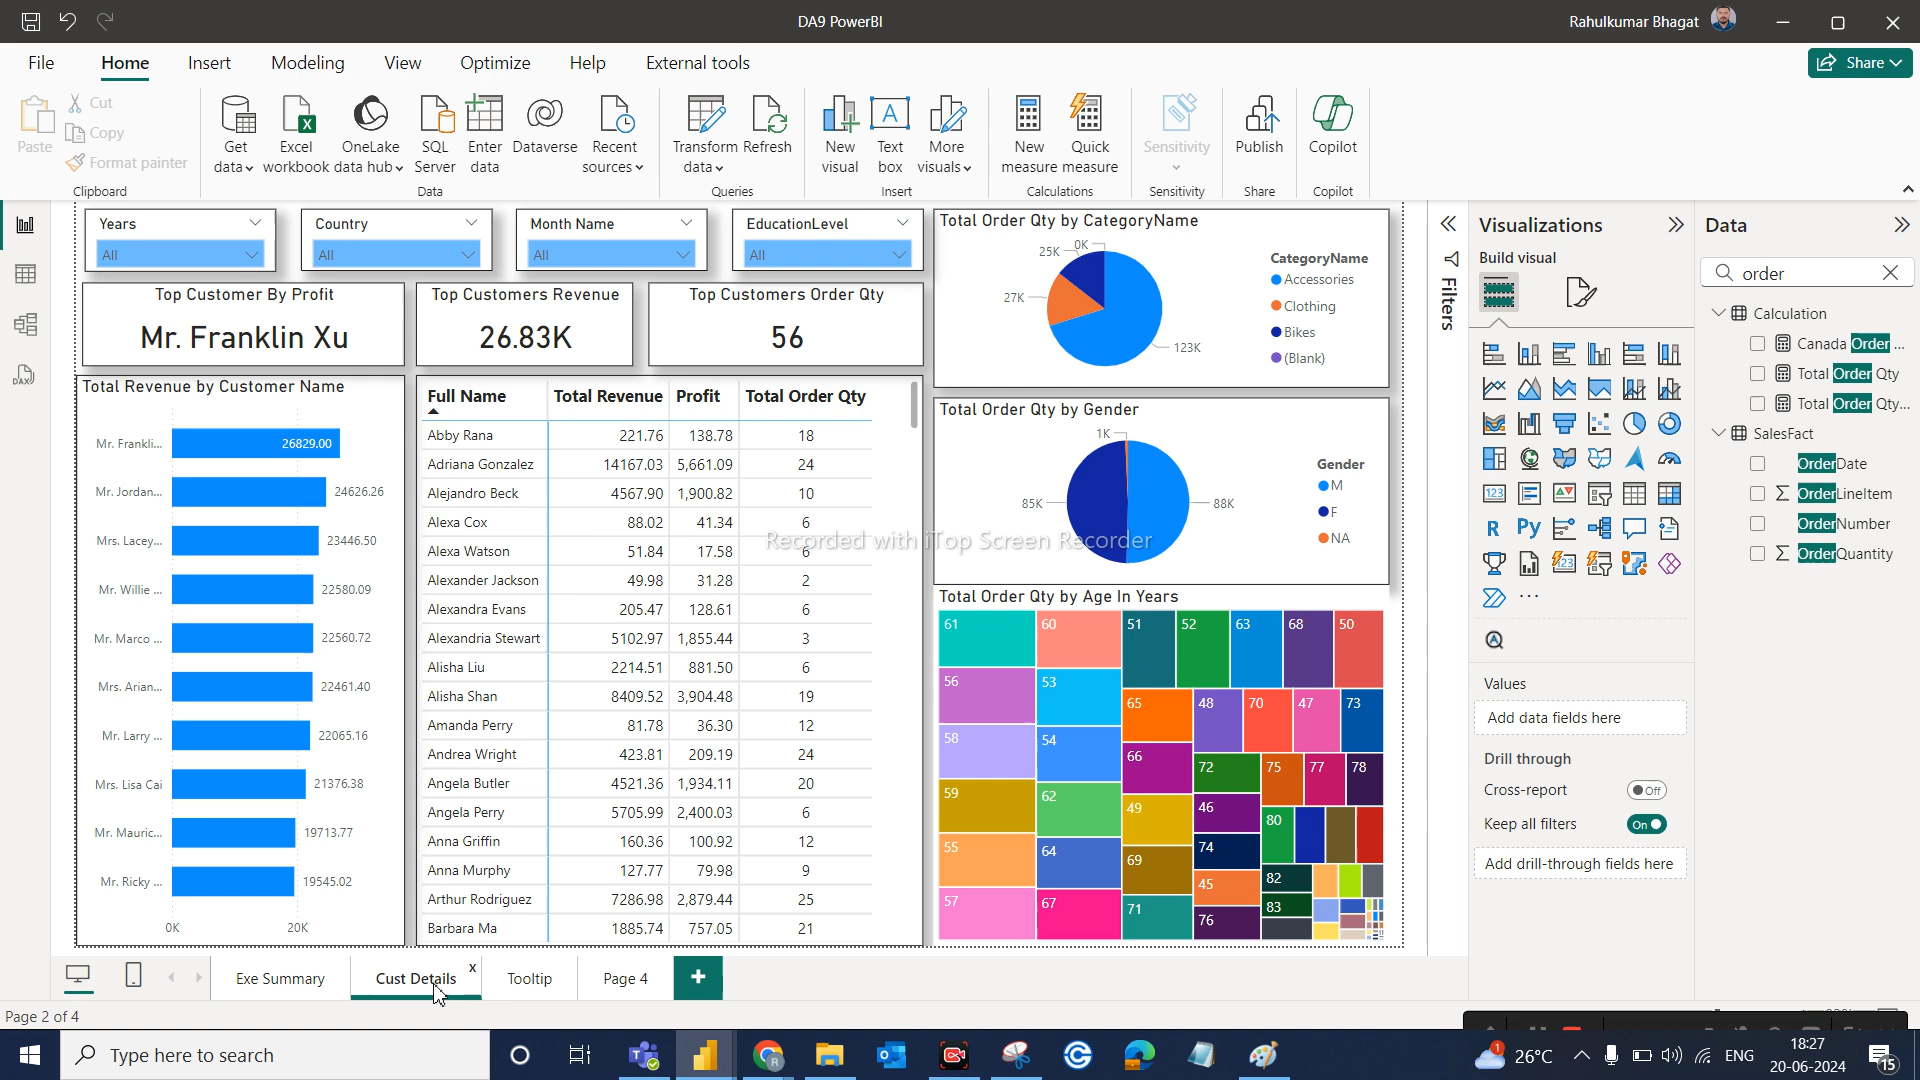 DA9 PowerBI
Rahulkumar Bhagat
File
Home
Insert
Modeling
View
Optimize
Help
External tools
Share
Paste
Cut
Copy
Format painter
Clipboard
Get data
Excel workbook
OneLake data hub
SQL Server
Enter data
Dataverse
Recent sources
Data
Transform data
Refresh
Queries
New visual
Text box
More visuals
Insert
New measure
Quick measure
Calculations
Sensitivity
Sensitivity
Publish
Share
Copilot
Copilot
Years
All
Country
All
Month Name
All
EducationLevel
All
Top Customer By Profit
Mr. Franklin Xu
Top Customers Revenue
26.83K
Top Customers Order Qty
56
Total Revenue by Customer Name
Mr. Frankli... 26829.00
Mr. Jordan... 24626.26
Mrs. Lacey... 23446.50
Mr. Willie ... 22580.09
Mr. Marco ... 22560.72
Mrs. Arian... 22461.40
Mr. Larry ... 22065.16
Mrs. Lisa Cai 21376.38
Mr. Mauric... 19713.77
Mr. Ricky ... 19545.02
0K 20K
Full Name Total Revenue Profit Total Order Qty
Abby Rana 221.76 138.78 18
Adriana Gonzalez 14167.03 5,661.09 24
Alejandro Beck 4567.90 1,900.82 10
Alexa Cox 88.02 41.34 6
Alexa Watson 51.84 17.58 6
Alexander Jackson 49.98 31.28 2
Alexandra Evans 205.47 128.61 6
Alexandria Stewart 5102.97 1,855.44 3
Alisha Liu 2214.51 881.50 6
Alisha Shan 8409.52 3,904.48 19
Amanda Perry 81.78 36.30 12
Andrea Wright 423.81 209.19 24
Angela Butler 4521.36 1,934.11 20
Angela Perry 5705.99 2,400.03 6
Anna Griffin 160.36 100.92 12
Anna Murphy 127.77 79.98 9
Arthur Rodriguez 7286.98 2,879.44 25
Barbara Ma 1885.74 757.05 21
Total Order Qty by CategoryName
0K
25K
27K
123K
CategoryName
Accessories
Clothing
Bikes
(Blank)
Total Order Qty by Gender
1K
85K
88K
Gender
M
F
NA
Recorded with iTop Screen Recorder
Total Order Qty by Age In Years
61 60 51 52 63 68 50
56 53
65 48 70 47 73
58 54
66 72 75 77 78
59 62 49 46
80
55 64 69 74
82
57 67 71 45
83
76
Filters
Visualizations
Build visual
Values
Add data fields here
Drill through
Cross-report
Off
Keep all filters
On
Add drill-through fields here
Data
order
Calculation
Canada Order ...
Total Order Qty
Total Order Qty...
SalesFact
OrderDate
OrderLineItem
OrderNumber
OrderQuantity
R
Py
Exe Summary
Cust Details
x
Tooltip
Page 4
+
Page 2 of 4
Type here to search
26°C
ENG
18:27
20-06-2024
15